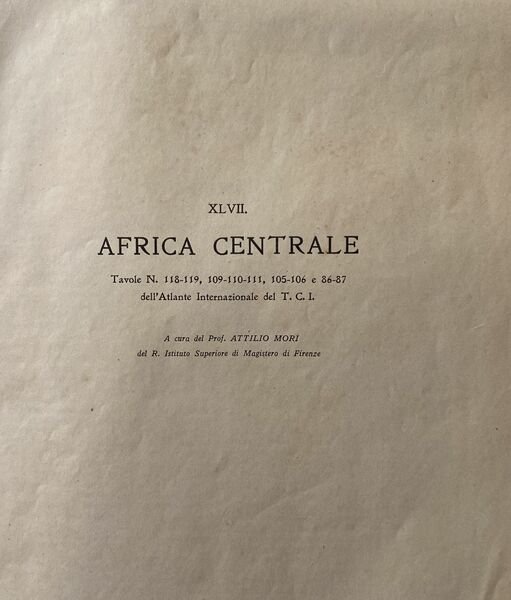 XLVII.
AFRICA CENTRALE
Tavole N. 118-119, 109-110-111, 105-106 e 86-87
dell'Atlante Internazionale del T. C. I.
A cura del Prof. ATTILIO MORI
del R. Istituto Superiore di Magistero di Firenze